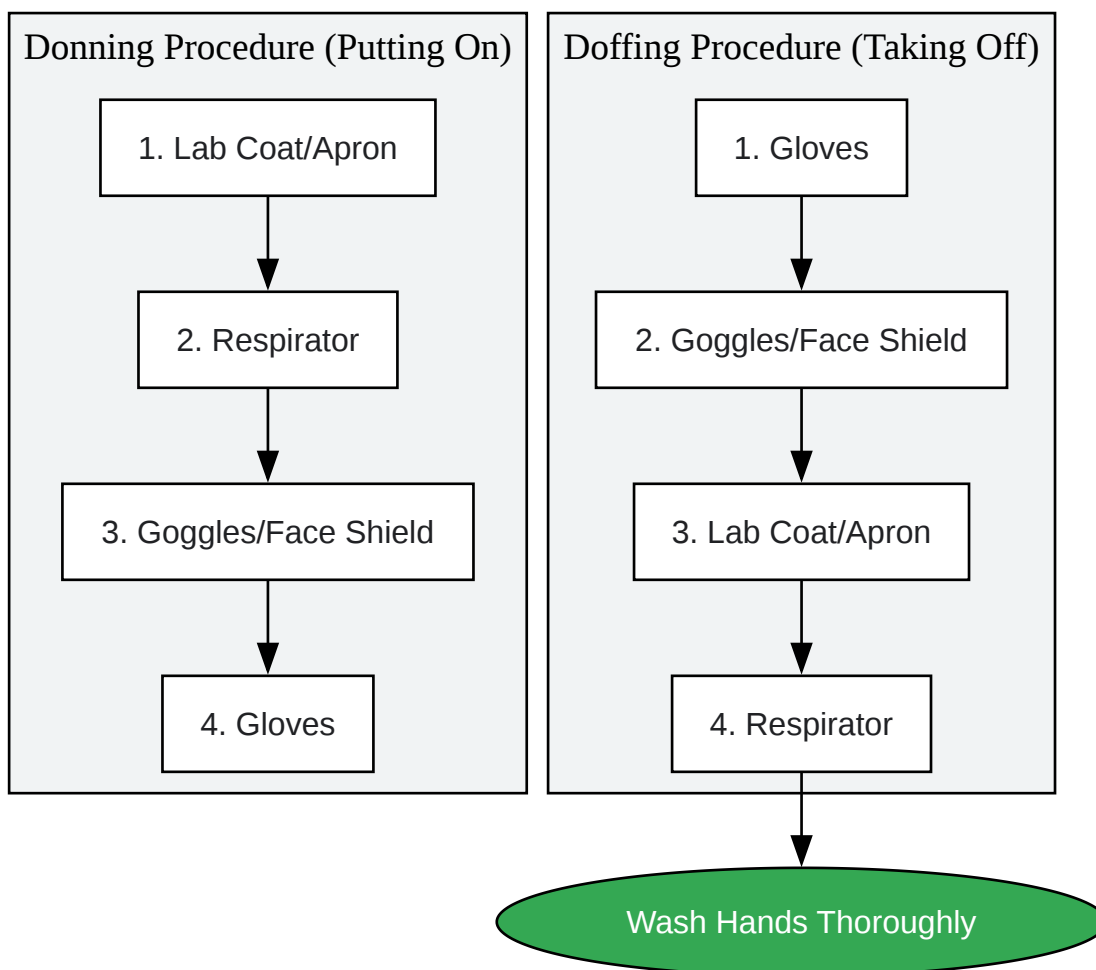 Donning Procedure (Putting On)
1. Lab Coat/Apron
2. Respirator
3. Goggles/Face Shield
4. Gloves
Doffing Procedure (Taking Off)
1. Gloves
2. Goggles/Face Shield
3. Lab Coat/Apron
4. Respirator
Wash Hands Thoroughly